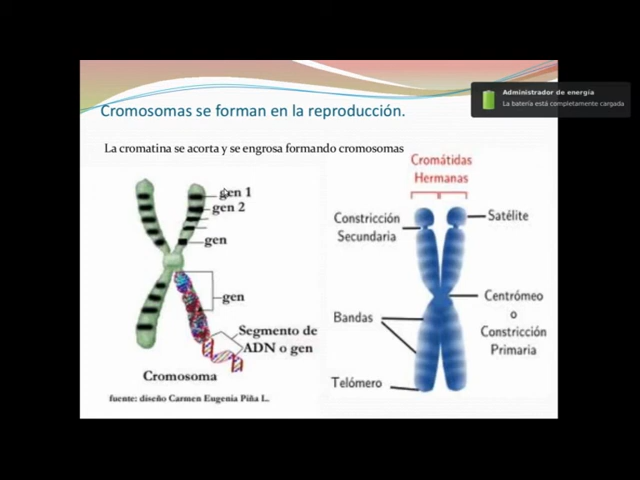 Administrador de energía
La batería está completamente cargada
Cromosomas se forman en la reproducción.
La cromatina se acorta y se engrosa formando cromosomas
gen 1
gen 2
gen
gen
Segmento de
ADN o gen
Cromosoma
fuente: diseño Carmen Eugenia Piña L.
Cromátidas
Hermanas
Constricción
Secundaria
Satélite
Bandas
Centrómeo
o
Constricción
Primaria
Telómero